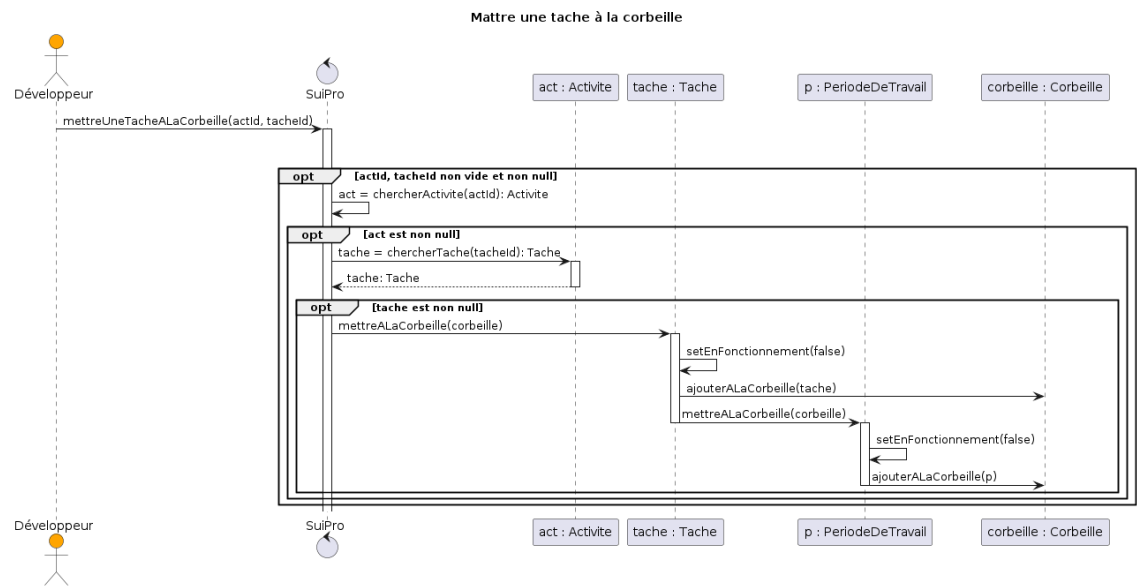 Mattre une tache à la corbeille
Développeur
SuiPro
act : Activite
tache : Tache
p : PeriodeDeTravail
corbeille : Corbeille
mettreUneTacheALaCorbeille(actId, tacheId)
opt [actId, tacheId non vide et non null]
act = chercherActivite(actId): Activite
opt [act est non null]
tache = chercherTache(tacheId): Tache
tache: Tache
opt [tache est non null]
mettreALaCorbeille(corbeille)
setEnFonctionnement(false)
ajouterALaCorbeille(tache)
mettreALaCorbeille(corbeille)
setEnFonctionnement(false)
ajouterALaCorbeille(p)
Développeur
SuiPro
act : Activite
tache : Tache
p : PeriodeDeTravail
corbeille : Corbeille